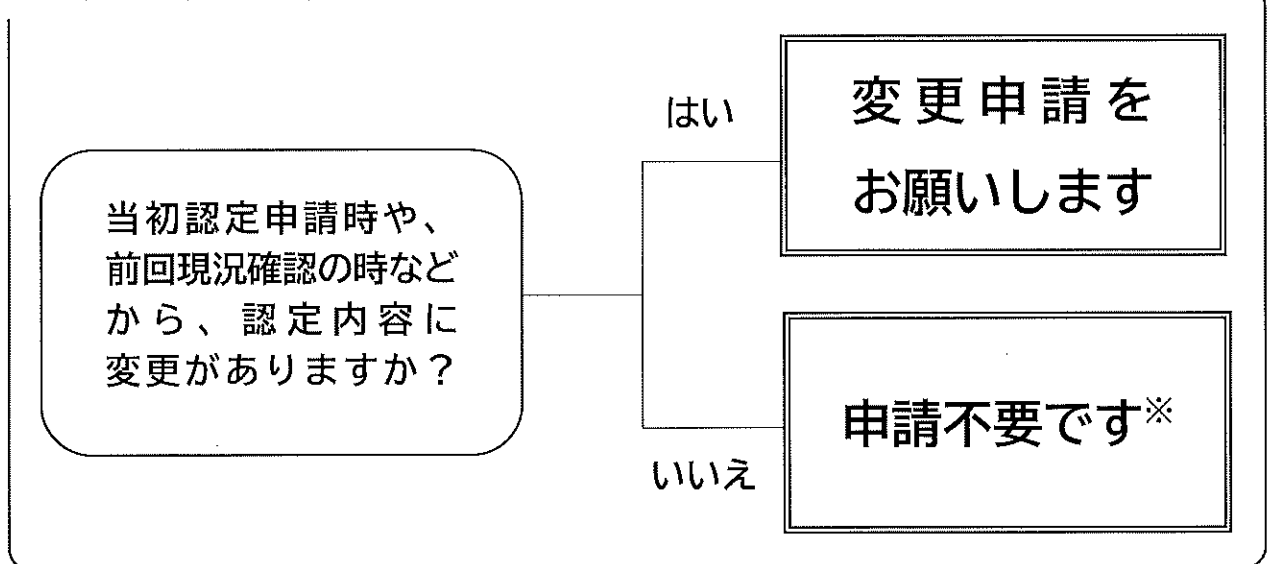 当初認定申請時や、
前回現況確認の時など
から、認定内容に
変更がありますか？
はい
変更申請を
お願いします
いいえ
申請不要です※